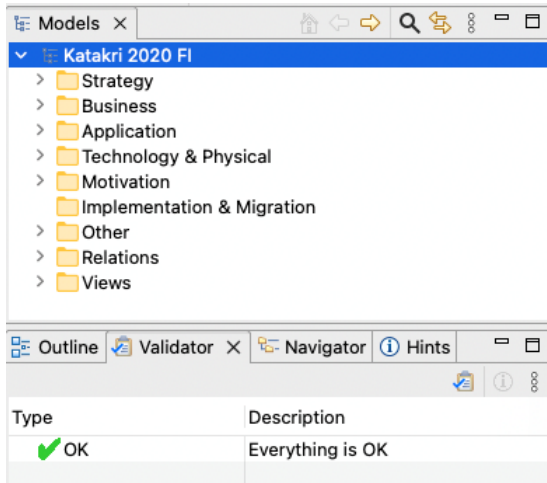 Models
Katakri 2020 FI
Strategy
Business
Application
Technology & Physical
Motivation
Implementation & Migration
Other
Relations
Views
Outline Validator Navigator Hints
Type Description
OK Everything is OK